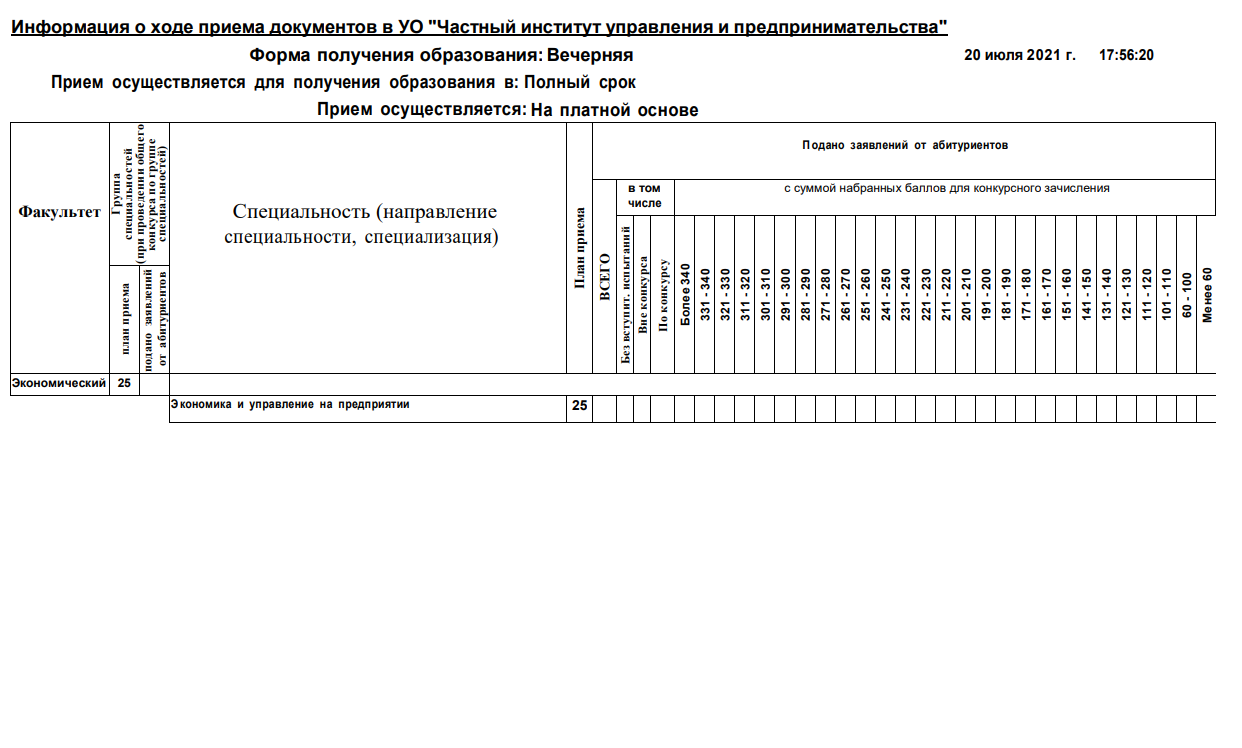 Информация о ходе приема документов в УО "Частный институт управления и предпринимательства"
Форма получения образования: Вечерняя
20 июля 2021 г. 17:56:20
Прием осуществляется для получения образования в: Полный срок
Прием осуществляется: На платной основе
Факультет
Группа
специальностей
(при проведении общего
конкурса по группе
специальностей)
план приема
подано заявлений
от абитуриентов
Специальность (направление
специальности, специализация)
План приема
Подано заявлений от абитуриентов
ВСЕГО
в том
числе
с суммой набранных баллов для конкурсного зачисления
Без вступит. испытаний
Вне конкурса
По конкурсу
Более 340
331 - 340
321 - 330
311 - 320
301 - 310
291 - 300
281 - 290
271 - 280
261 - 270
251 - 260
241 - 250
231 - 240
221 - 230
211 - 220
201 - 210
191 - 200
181 - 190
171 - 180
161 - 170
151 - 160
141 - 150
131 - 140
121 - 130
111 - 120
101 - 110
60 - 100
Менее 60
Экономический 25
Экономика и управление на предприятии 25